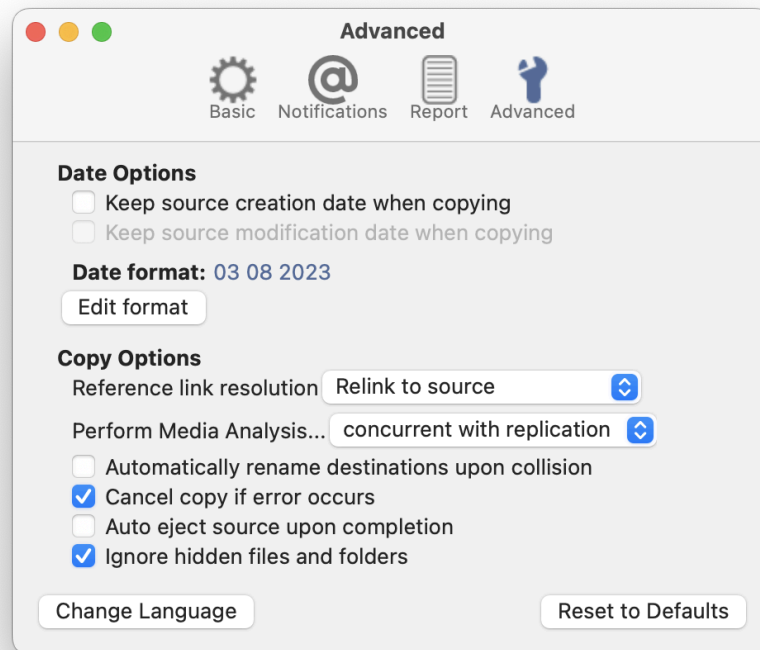 Advanced
Basic Notifications Report Advanced
Date Options
Keep source creation date when copying
Keep source modification date when copying
Date format: 03 08 2023
Edit format
Copy Options
Reference link resolution Relink to source
Perform Media Analysis... concurrent with replication
Automatically rename destinations upon collision
Cancel copy if error occurs
Auto eject source upon completion
Ignore hidden files and folders
Change Language Reset to Defaults